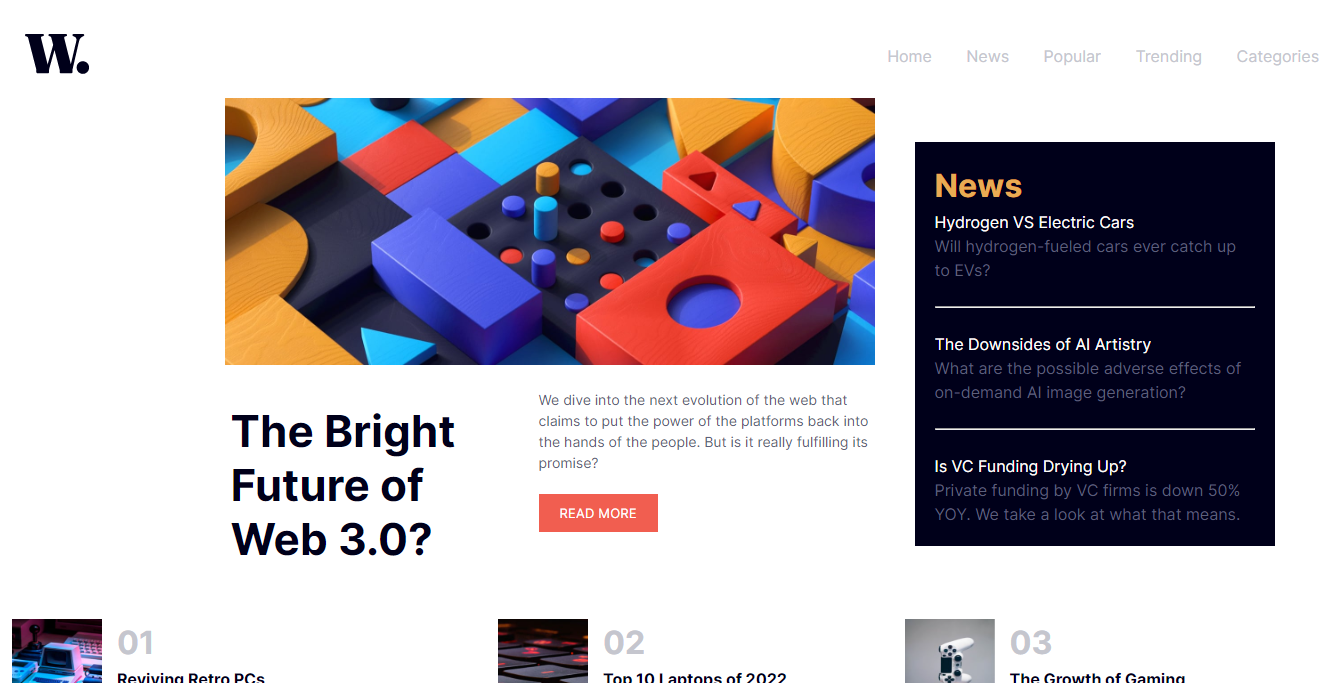 W.
Home News Popular Trending Categories
The Bright
Future of
Web 3.0?
We dive into the next evolution of the web that
claims to put the power of the platforms back into
the hands of the people. But is it really fulfilling its
promise?
READ MORE
News
Hydrogen VS Electric Cars
Will hydrogen-fueled cars ever catch up
to EVs?
The Downsides of AI Artistry
What are the possible adverse effects of
on-demand AI image generation?
Is VC Funding Drying Up?
Private funding by VC firms is down 50%
YOY. We take a look at what that means.
01
Reviving Retro PCs
02
Top 10 Laptops of 2022
03
The Growth of Gaming